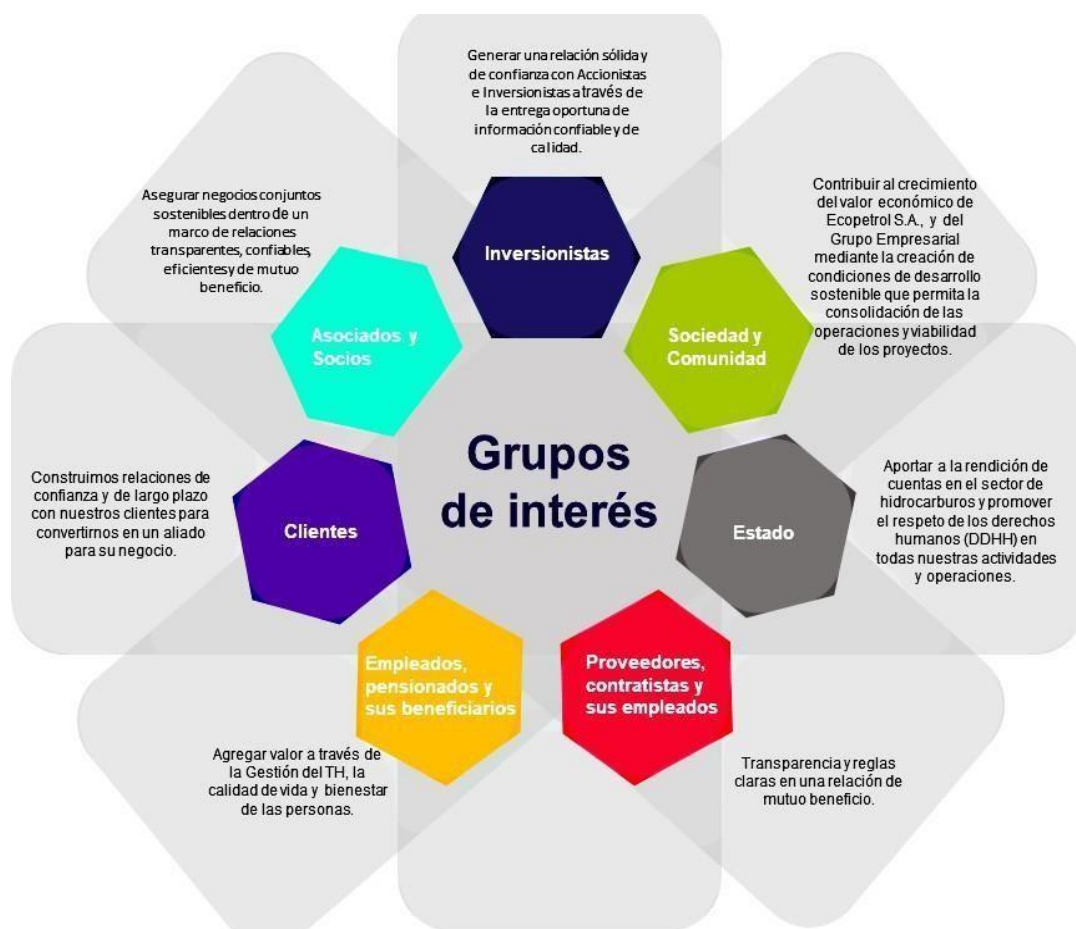 Generar una relación sólida y
de confianza con Accionistas
e Inversionistas a través de
la entrega oportuna de
información confiable y de
calidad.
Inversionistas
Contribuir al crecimiento
del valor económico de
Ecopetrol S.A., y del
Grupo Empresarial
mediante la creación de
condiciones de desarrollo
sostenible que permita la
consolidación de las
operaciones y viabilidad
de los proyectos.
Sociedad y
Comunidad
Aportar a la rendición de
cuentas en el sector de
hidrocarburos y promover
el respeto de los derechos
humanos (DDHH) en
todas nuestras actividades
y operaciones.
Estado
Transparencia y reglas
claras en una relación de
mutuo beneficio.
Proveedores,
contratistas y
sus empleados
Agregar valor a través de
la Gestión del TH, la
calidad de vida y bienestar
de las personas.
Empleados,
pensionados y
sus beneficiarios
Construimos relaciones de
confianza y de largo plazo
con nuestros clientes para
convertirnos en un aliado
para su negocio.
Clientes
Asegurar negocios conjuntos
sostenibles dentro de un
marco de relaciones
transparentes, confiables,
eficientes y de mutuo
beneficio.
Asociados y
Socios
Grupos
de interés